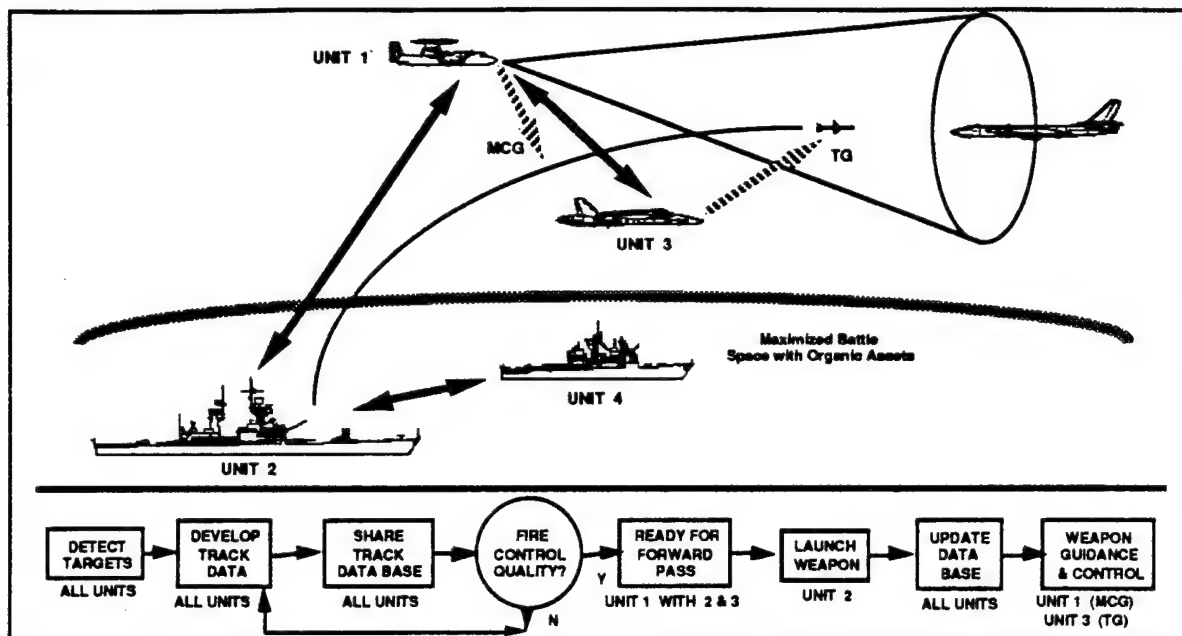 UNIT 1
MCG
TG
UNIT 3
Maximized Battle
Space with Organic Assets
UNIT 4
UNIT 2
DETECT
TARGETS
ALL UNITS
DEVELOP
TRACK
DATA
ALL UNITS
SHARE
TRACK
DATA BASE
ALL UNITS
FIRE
CONTROL
QUALITY?
Y
N
READY FOR
FORWARD
PASS
UNIT 1 WITH 2 & 3
LAUNCH
WEAPON
UNIT 2
UPDATE
DATA
BASE
ALL UNITS
WEAPON
GUIDANCE
& CONTROL
UNIT 1 (MCG)
UNIT 3 (TG)